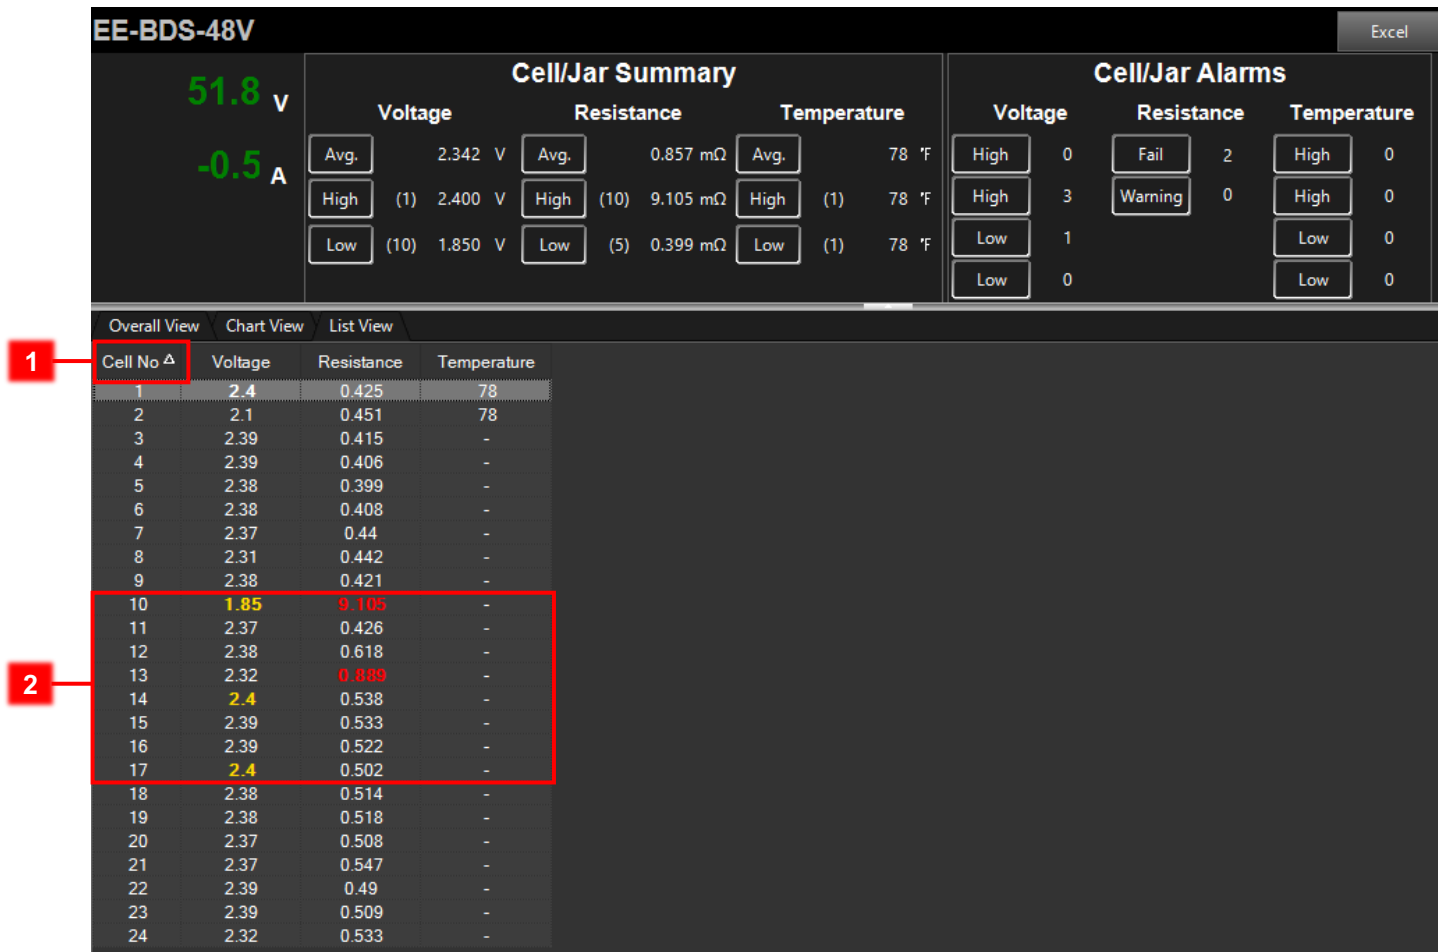 EE-BDS-48V Excel
51.8 V
-0.5 A
Cell/Jar Summary
Voltage Resistance Temperature
Avg. 2.342 V Avg. 0.857 mΩ Avg. 78 °F
High (1) 2.400 V High (10) 9.105 mΩ High (1) 78 °F
Low (10) 1.850 V Low (5) 0.399 mΩ Low (1) 78 °F
Cell/Jar Alarms
Voltage Resistance Temperature
High 0 Fail 2 High 0
High 3 Warning 0 High 0
Low 1 Low 0
Low 0 Low 0
Overall View Chart View List View
1
Cell No Voltage Resistance Temperature
1 2.4 0.425 78
2 2.1 0.451 78
3 2.39 0.415 -
4 2.39 0.406 -
5 2.38 0.399 -
6 2.38 0.408 -
7 2.37 0.44 -
8 2.31 0.442 -
9 2.38 0.421 -
10 1.85 9.105 -
11 2.37 0.426 -
12 2.38 0.618 -
13 2.32 0.889 -
2
14 2.4 0.538 -
15 2.39 0.533 -
16 2.39 0.522 -
17 2.4 0.502 -
18 2.38 0.514 -
19 2.38 0.518 -
20 2.37 0.508 -
21 2.37 0.547 -
22 2.39 0.49 -
23 2.39 0.509 -
24 2.32 0.533 -